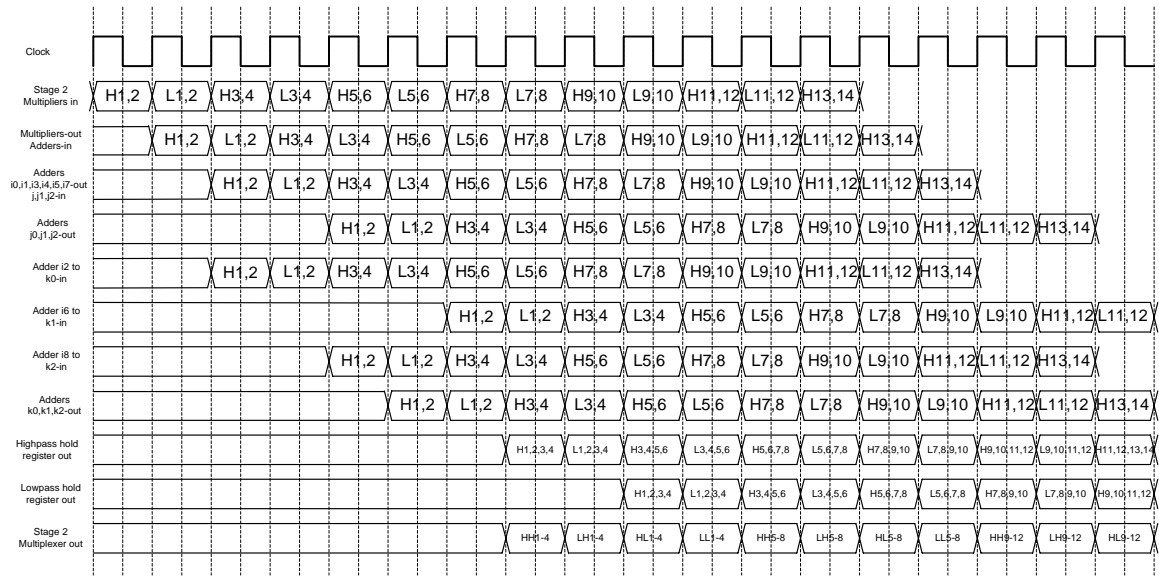 Clock
Stage 2
Multipliers in
H1,2 L1,2 H3,4 L3,4 H5,6 L5,6 H7,8 L7,8 H9,10 L9,10 H11,12 L11,12 H13,14
Multipliers-out
Adders-in
H1,2 L1,2 H3,4 L3,4 H5,6 L5,6 H7,8 L7,8 H9,10 L9,10 H11,12 L11,12 H13,14
Adders
i0,i1,i3,i4,i5,i7-out
j,j1,j2-in
H1,2 L1,2 H3,4 L3,4 H5,6 L5,6 H7,8 L7,8 H9,10 L9,10 H11,12 L11,12 H13,14
Adders
j0,j1,j2-out
H1,2 L1,2 H3,4 L3,4 H5,6 L5,6 H7,8 L7,8 H9,10 L9,10 H11,12 L11,12 H13,14
Adder i2 to
k0-in
H1,2 L1,2 H3,4 L3,4 H5,6 L5,6 H7,8 L7,8 H9,10 L9,10 H11,12 L11,12 H13,14
Adder i6 to
k1-in
H1,2 L1,2 H3,4 L3,4 H5,6 L5,6 H7,8 L7,8 H9,10 L9,10 H11,12 L11,12
Adder i8 to
k2-in
H1,2 L1,2 H3,4 L3,4 H5,6 L5,6 H7,8 L7,8 H9,10 L9,10 H11,12 L11,12 H13,14
Adders
k0,k1,k2-out
H1,2 L1,2 H3,4 L3,4 H5,6 L5,6 H7,8 L7,8 H9,10 L9,10 H11,12 L11,12 H13,14
Highpass hold
register out
H1,2,3,4 L1,2,3,4 H3,4,5,6 L3,4,5,6 H5,6,7,8 L5,6,7,8 H7,8,9,10 L7,8,9,10 H9,10,11,12 L9,10,11,12 H11,12,13,14
Lowpass hold
register out
H1,2,3,4 L1,2,3,4 H3,4,5,6 L3,4,5,6 H5,6,7,8 L5,6,7,8 H7,8,9,10 L7,8,9,10 H9,10,11,12
Stage 2
Multiplexer out
HH1-4 LH1-4 HL1-4 LL1-4 HH5-8 LH5-8 HL5-8 LL5-8 HH9-12 LH9-12 HL9-12